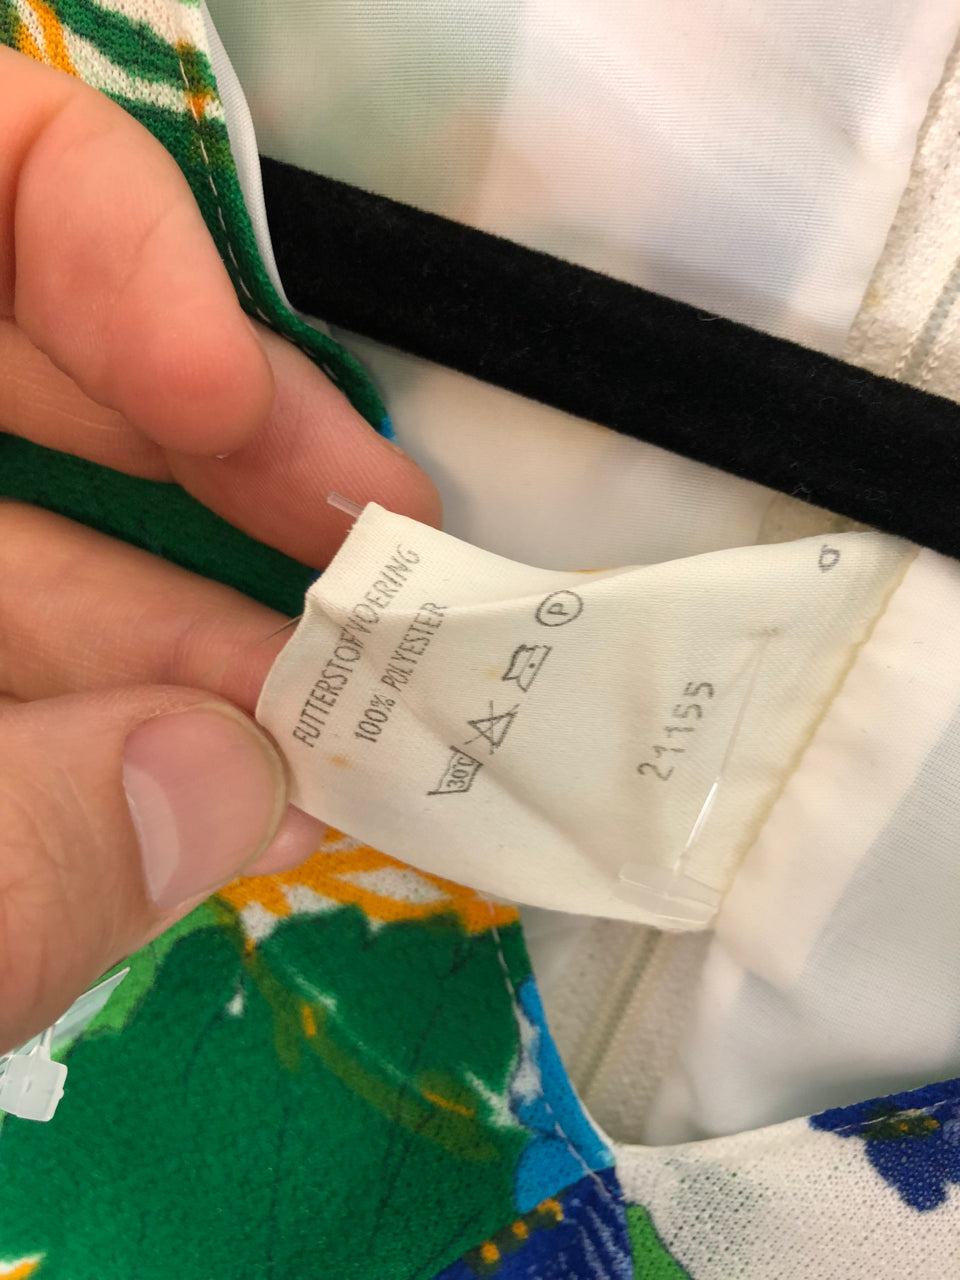 FUTTERSTOF/VOERING
100% POLYESTER
30°C
P
21155